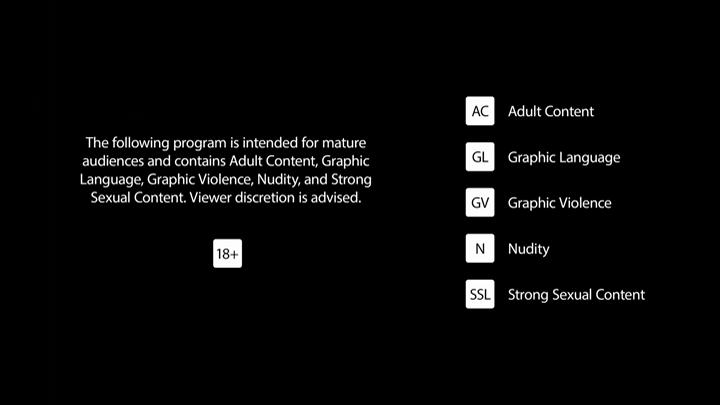 The following program is intended for mature
audiences and contains Adult Content, Graphic
Language, Graphic Violence, Nudity, and Strong
Sexual Content. Viewer discretion is advised.
18+
AC Adult Content
GL Graphic Language
GV Graphic Violence
N Nudity
SSL Strong Sexual Content